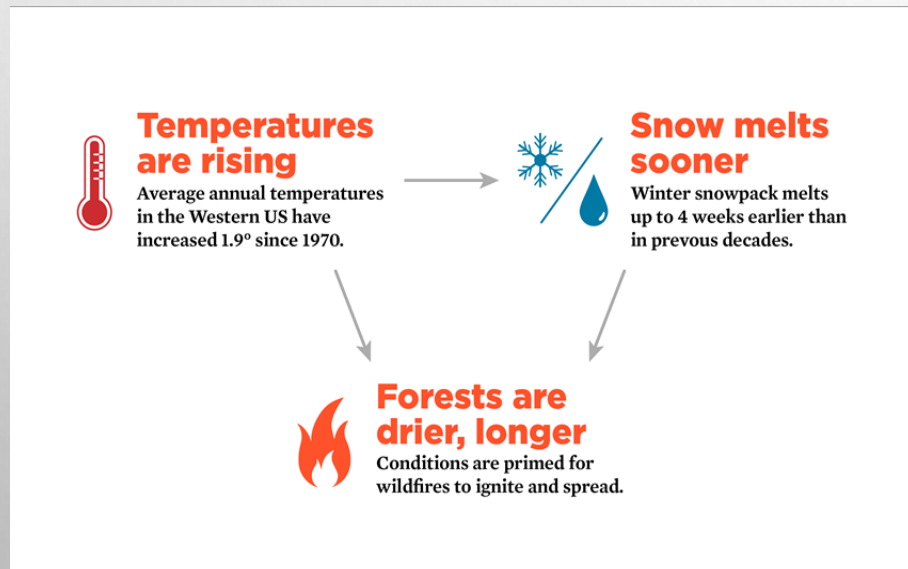 Temperatures
are rising
Average annual temperatures
in the Western US have
increased 1.9º since 1970.
Snow melts
sooner
Winter snowpack melts
up to 4 weeks earlier than
in prevous decades.
Forests are
drier, longer
Conditions are primed for
wildfires to ignite and spread.